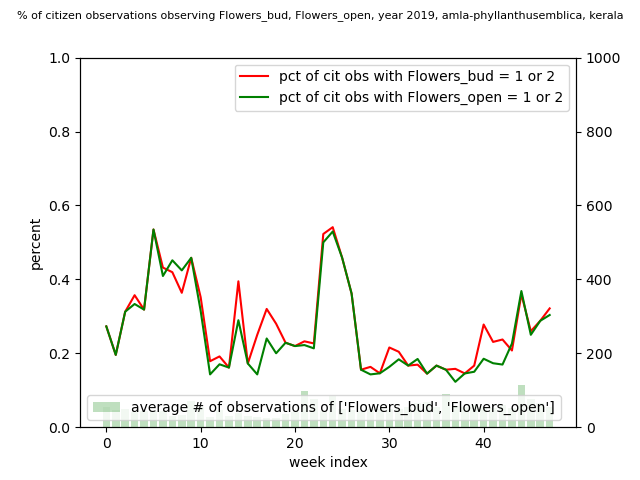 % of citizen observations observing Flowers_bud, Flowers_open, year 2019, amla-phyllanthusemblica, kerala
1.0
0.8
0.6
0.4
0.2
0.0
percent
pct of cit obs with Flowers_bud = 1 or 2
pct of cit obs with Flowers_open = 1 or 2
1000
800
600
400
200
0
average # of observations of ['Flowers_bud', 'Flowers_open']
0 10 20 30 40
week index